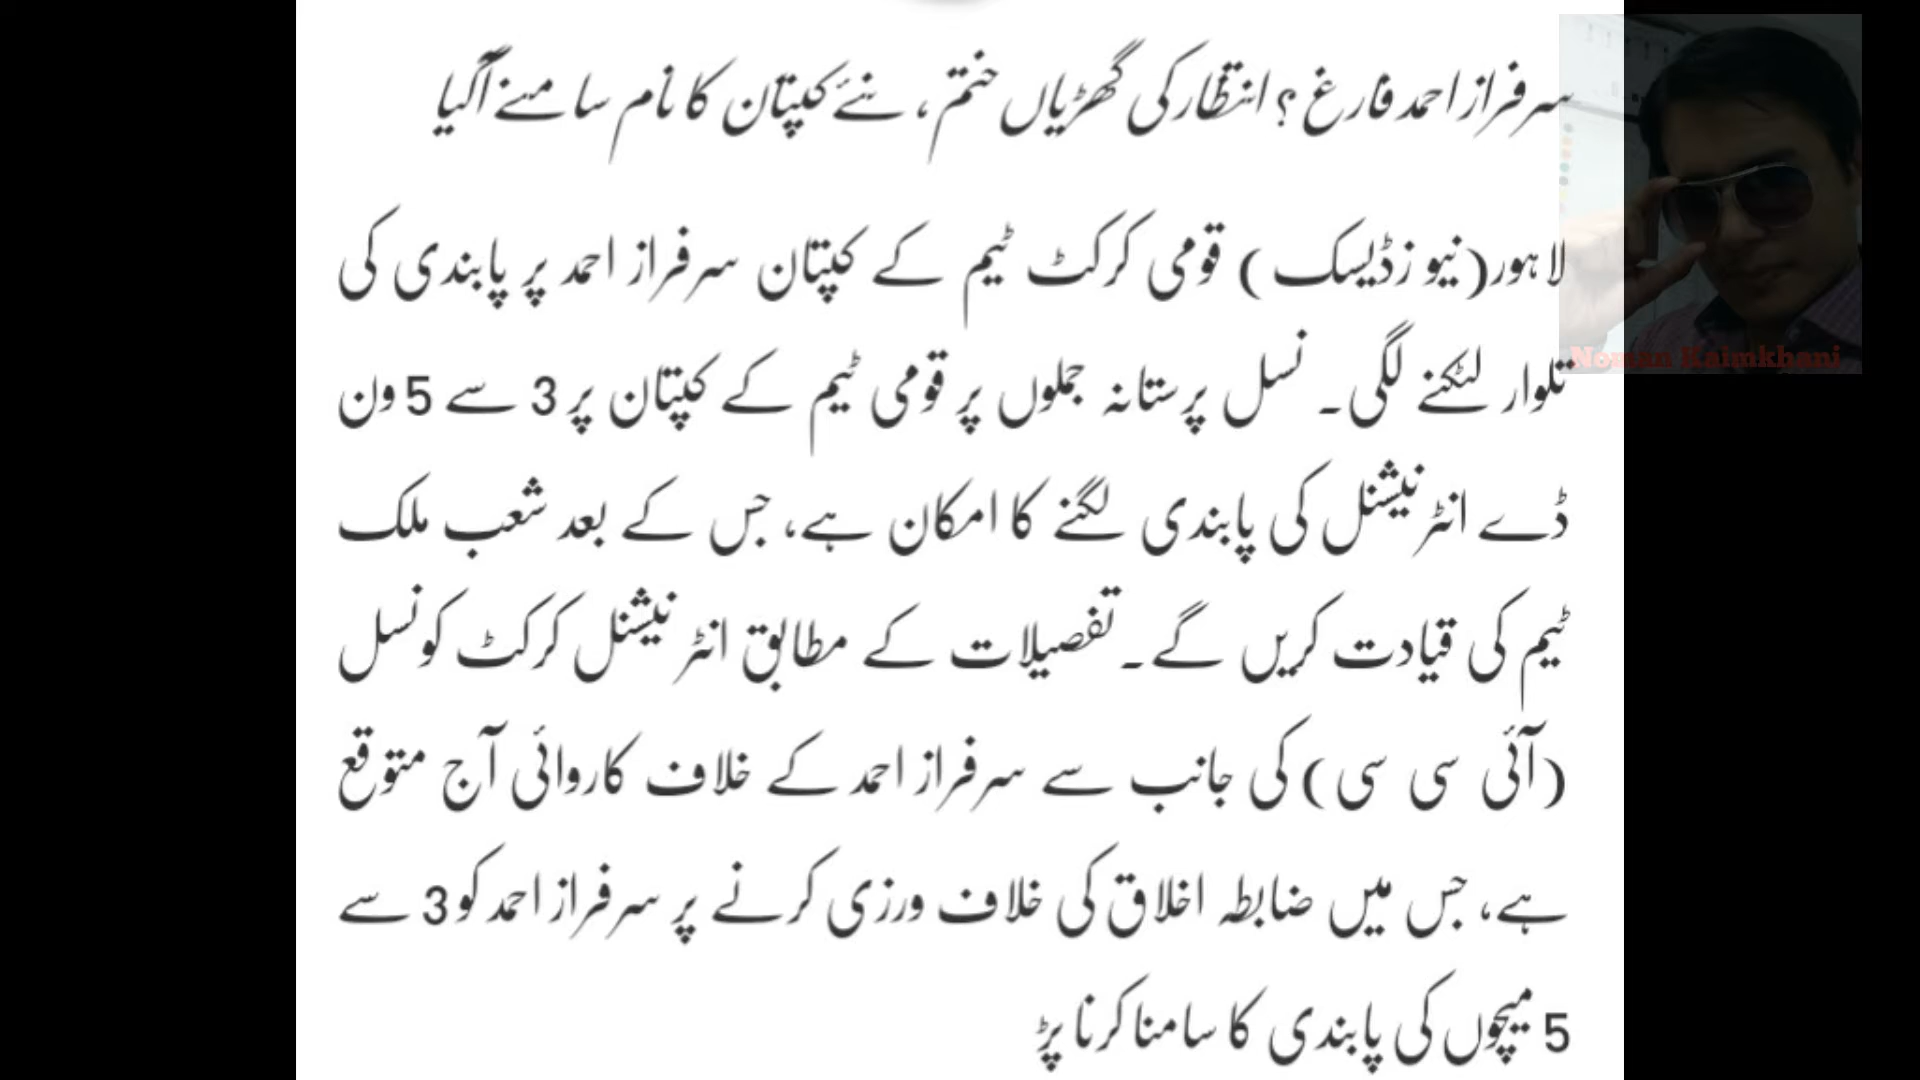 سرفراز احمد فارغ ؟ انتظار کی گھڑیاں ختم ، نئے کپتان کا نام سامنے آگیا
لاہور(نیو زڈیسک ) قومی کرکٹ ٹیم کے کپتان سرفراز احمد پر پابندی کی
تلوار لٹکنے لگی۔ نسل پرستانہ جملوں پر قومی ٹیم کے کپتان پر 3 سے 5 ون
ڈے انٹرنیشنل کی پابندی لگنے کا امکان ہے، جس کے بعد شعب ملک
ٹیم کی قیادت کریں گے۔ تفصیلات کے مطابق انٹر نیشنل کرکٹ کونسل
(آئی سی سی) کی جانب سے سرفراز احمد کے خلاف کاروائی آج متوقع
ہے، جس میں ضابطہ اخلاق کی خلاف ورزی کرنے پر سرفراز احمد کو 3 سے
5 میچوں کی پابندی کا سامنا کرنا پڑ
Noman Kaimkhani